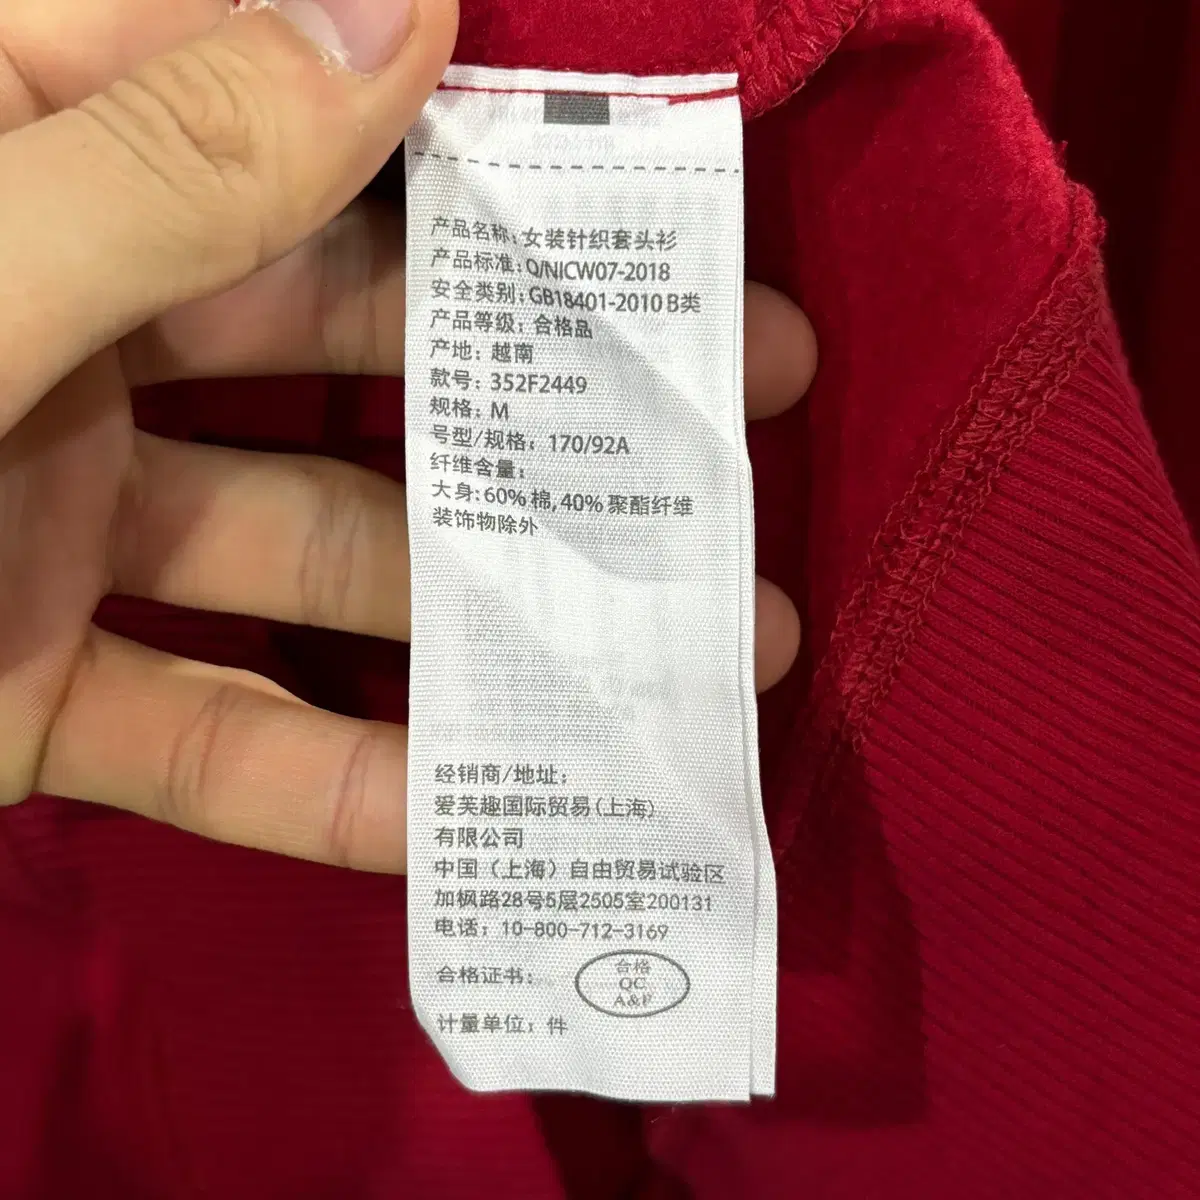 产品名称：女装针织套头衫
产品标准：Q/NICW07-2018
安全类别：GB18401-2010 B类
产品等级：合格品
产地：越南
款号：352F2449
规格：M
号型/规格：170/92A
纤维含量：
大身：60% 棉, 40% 聚酯纤维
装饰物除外
经销商/地址：
爱芙趣国际贸易(上海)
有限公司
中国（上海）自由贸易试验区
加枫路28号5层2505室200131
电话：10-800-712-3169
合格证书：
合格
QC
A&F
计量单位：件